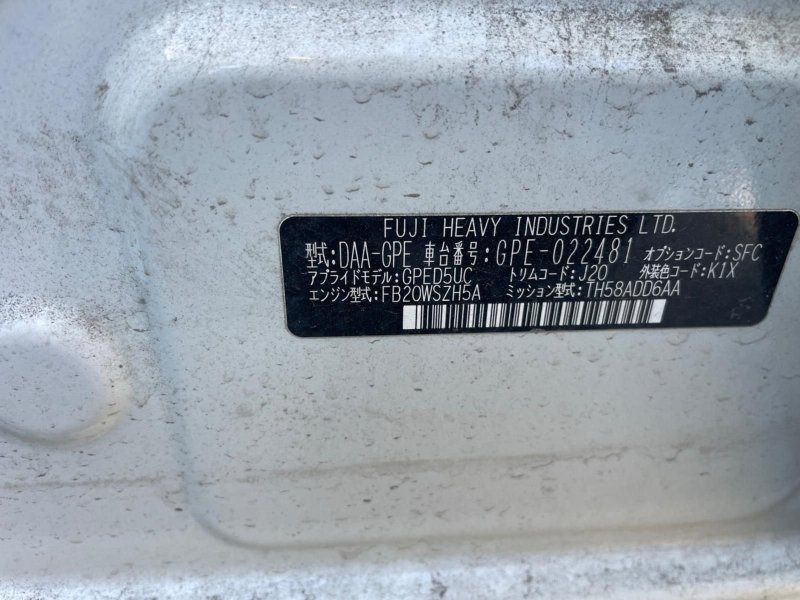 FUJI HEAVY INDUSTRIES LTD.
型式:DAA-GPE 車台番号:GPE-022481 オプションコード:SFC
アプライドモデル:GPED5UC トリムコード:J20 外装色コード:K1X
エンジン型式:FB20WSZH5A ミッション型式:TH58ADD6AA